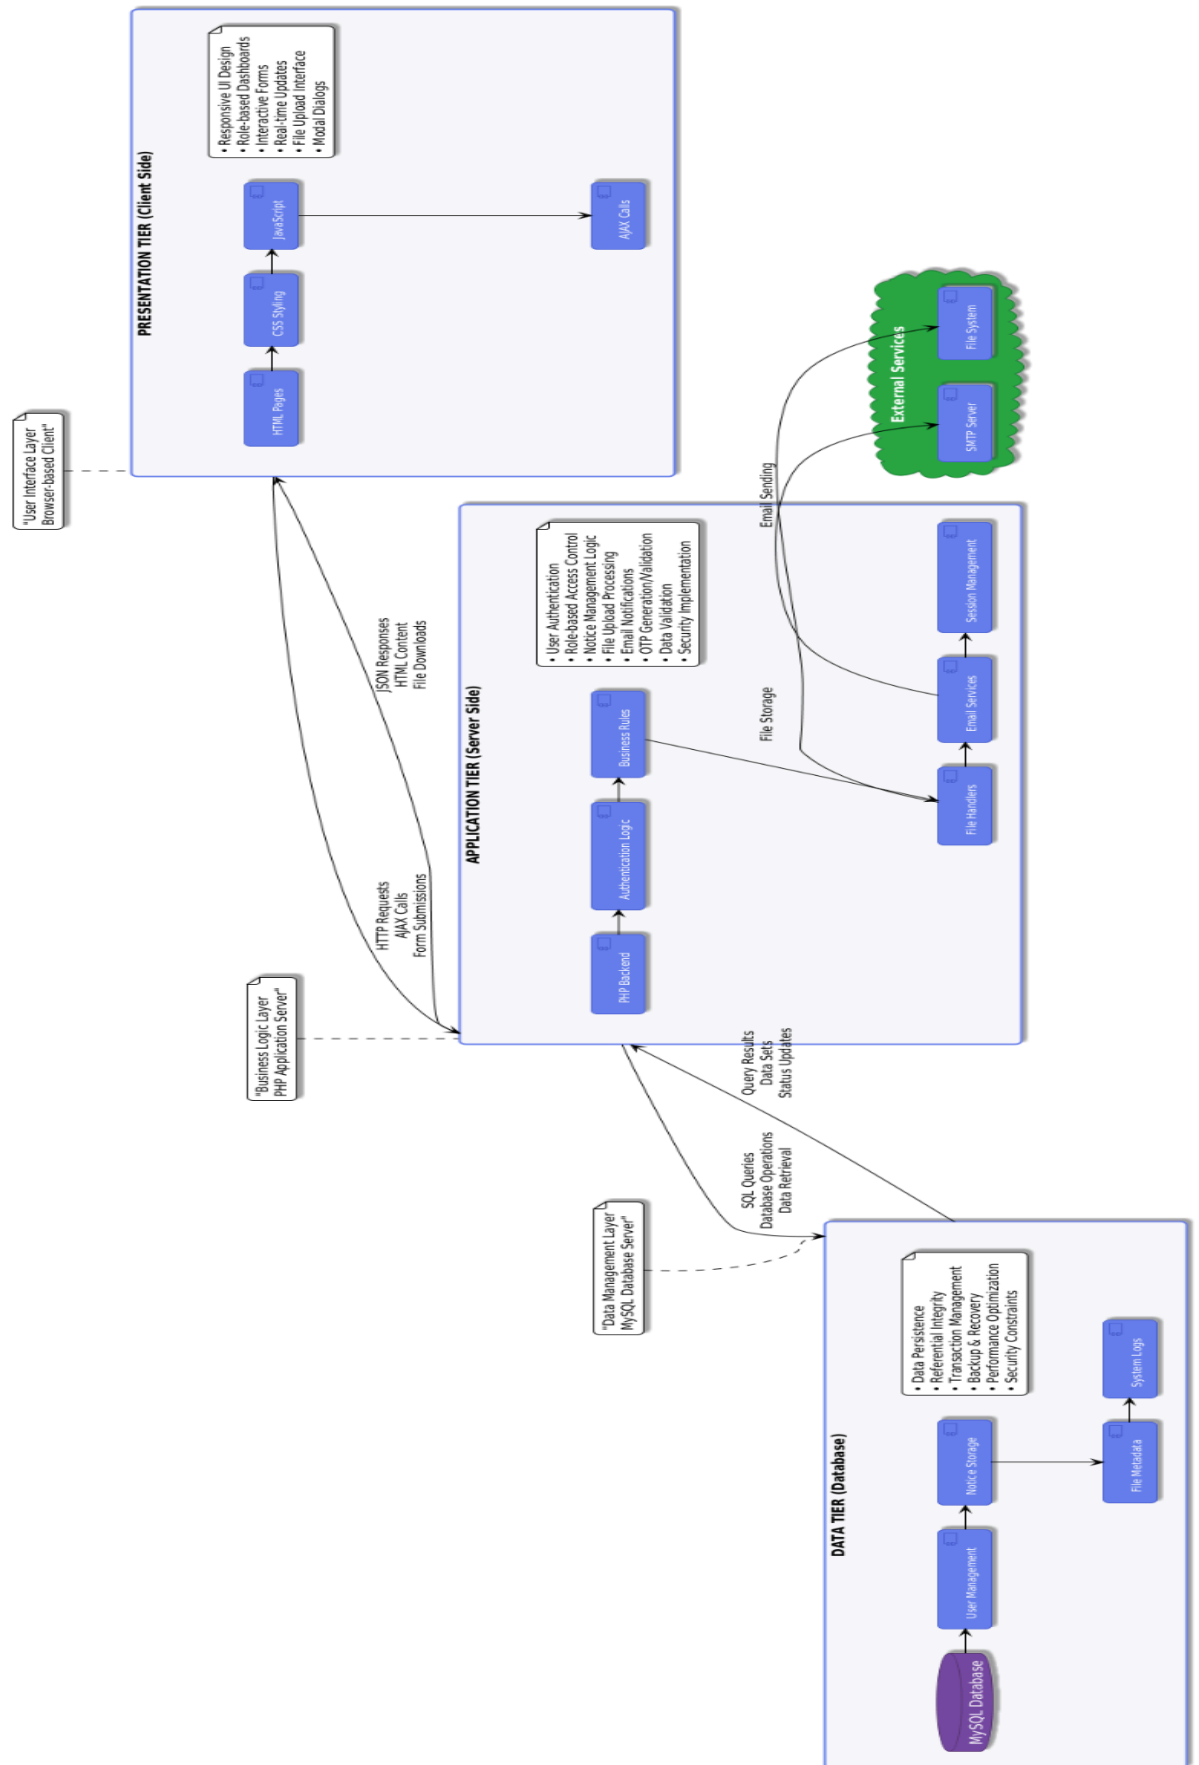 "User Interface Layer
Browser-based Client"
PRESENTATION TIER (Client Side)
• Responsive UI Design
• Role-based Dashboards
• Interactive Forms
• Real-time Updates
• File Upload Interface
• Modal Dialogs
HTML Pages
CSS Styling
JavaScript
AJAX Calls
"Business Logic Layer
PHP Application Server"
HTTP Requests
AJAX Calls
Form Submissions
JSON Responses
HTML Content
File Downloads
APPLICATION TIER (Server Side)
• User Authentication
• Role-based Access Control
• Notice Management Logic
• File Upload Processing
• Email Notifications
• OTP Generation/Validation
• Data Validation
• Security Implementation
PHP Backend
Authentication Logic
Business Rules
File Storage
Email Sending
File Handlers
Email Services
Session Management
External Services
SMTP Server
File System
"Data Management Layer
MySQL Database Server"
SQL Queries
Database Operations
Data Retrieval
Query Results
Data Sets
Status Updates
DATA TIER (Database)
• Data Persistence
• Referential Integrity
• Transaction Management
• Backup & Recovery
• Performance Optimization
• Security Constraints
MySQL Database
User Management
Notice Storage
File Metadata
System Logs